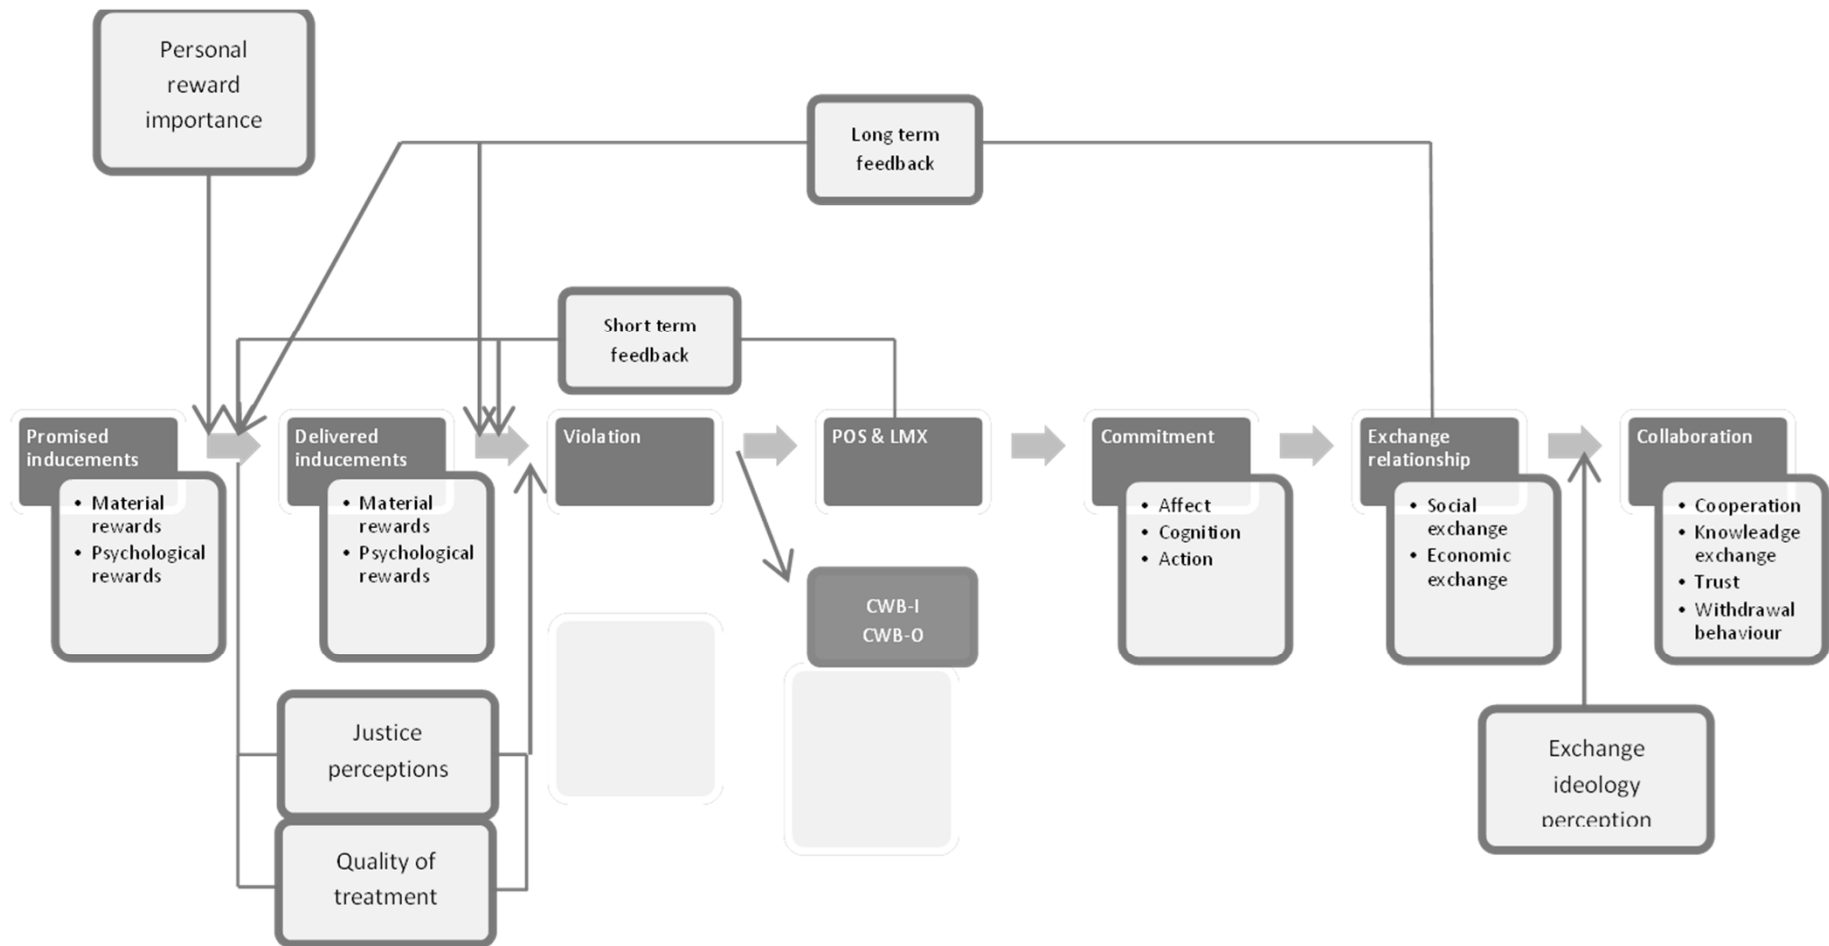 Personal
reward
importance
Long term
feedback
Short term
feedback
Promised
inducements
• Material
rewards
• Psychological
rewards
Delivered
inducements
• Material
rewards
• Psychological
rewards
Violation
POS & LMX
CWB-I
CWB-O
Commitment
• Affect
• Cognition
• Action
Exchange
relationship
• Social
exchange
• Economic
exchange
Collaboration
• Cooperation
• Knowleadge
exchange
• Trust
• Withdrawal
behaviour
Justice
perceptions
Quality of
treatment
Exchange
ideology
perception